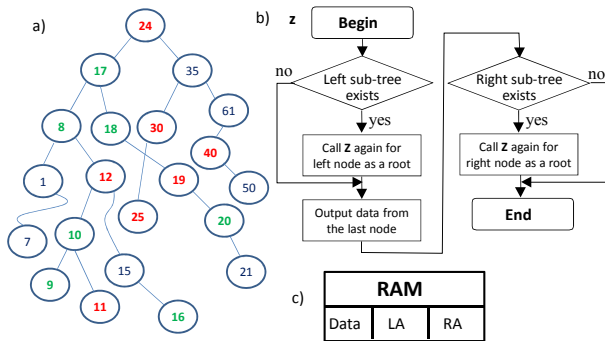 a)
24
17
35
8
18
30
61
1
12
19
40
50
7
10
25
20
9
15
21
11
16
b)
z
Begin
no
Left sub-tree
exists
yes
Call Z again for
left node as a root
Output data from
the last node
Right sub-tree
exists
no
yes
Call Z again for
right node as a root
End
c)
RAM
Data LA RA